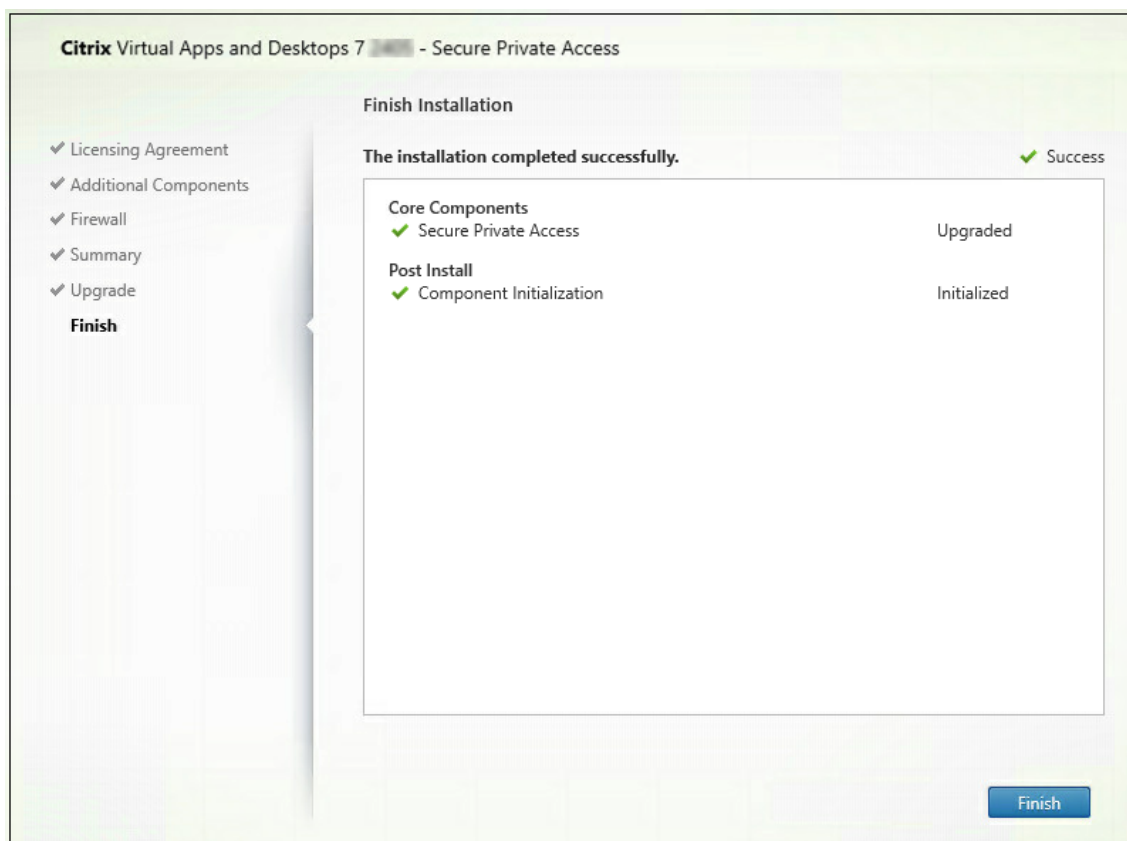 Citrix Virtual Apps and Desktops 7 - Secure Private Access
Finish Installation
Licensing Agreement
Additional Components
Firewall
Summary
Upgrade
Finish
The installation completed successfully.
Success
Core Components
Secure Private Access Upgraded
Post Install
Component Initialization Initialized
Finish